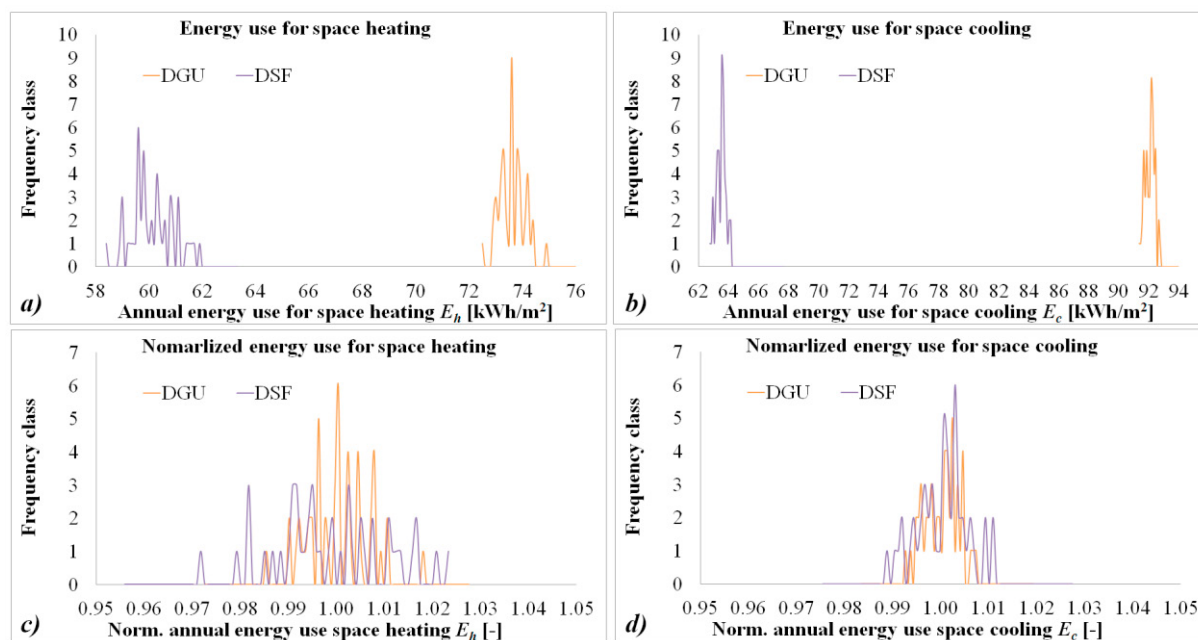 Energy use for space heating
DGU DSF
Frequency class
10
9
8
7
6
5
4
3
2
1
0
58 60 62 64 66 68 70 72 74 76
a) Annual energy use for space heating Eh [kWh/m²]
Energy use for space cooling
DGU DSF
Frequency class
10
9
8
7
6
5
4
3
2
1
0
62 64 66 68 70 72 74 76 78 80 82 84 86 88 90 92 94
b) Annual energy use for space cooling Ec [kWh/m²]
Nomarlized energy use for space heating
DGU DSF
Frequency class
7
6
5
4
3
2
1
0
0.95 0.96 0.97 0.98 0.99 1.00 1.01 1.02 1.03 1.04 1.05
c) Norm. annual energy use space heating Eh [-]
Nomarlized energy use for space cooling
DGU DSF
Frequency class
7
6
5
4
3
2
1
0
0.95 0.96 0.97 0.98 0.99 1.00 1.01 1.02 1.03 1.04 1.05
d) Norm. annual energy use space cooling Ec [-]